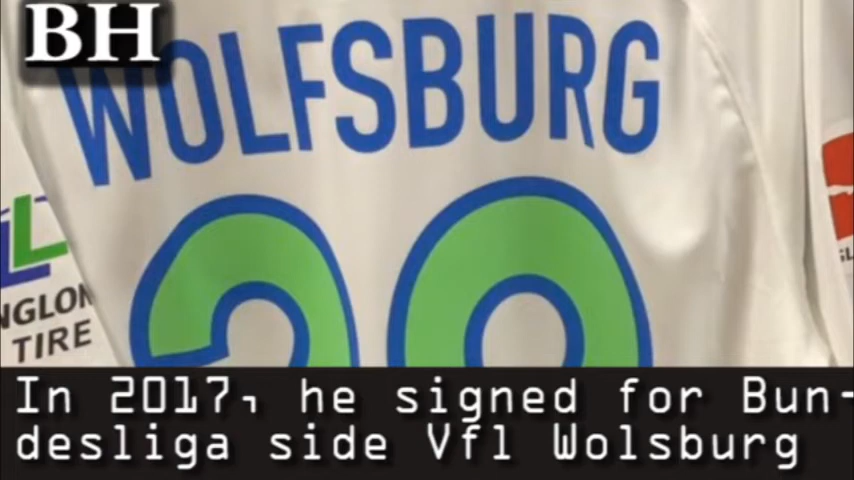 BH
WOLFSBURG
TIRE
In 2017, he signed for Bun-
desliga side Vfl Wolsburg